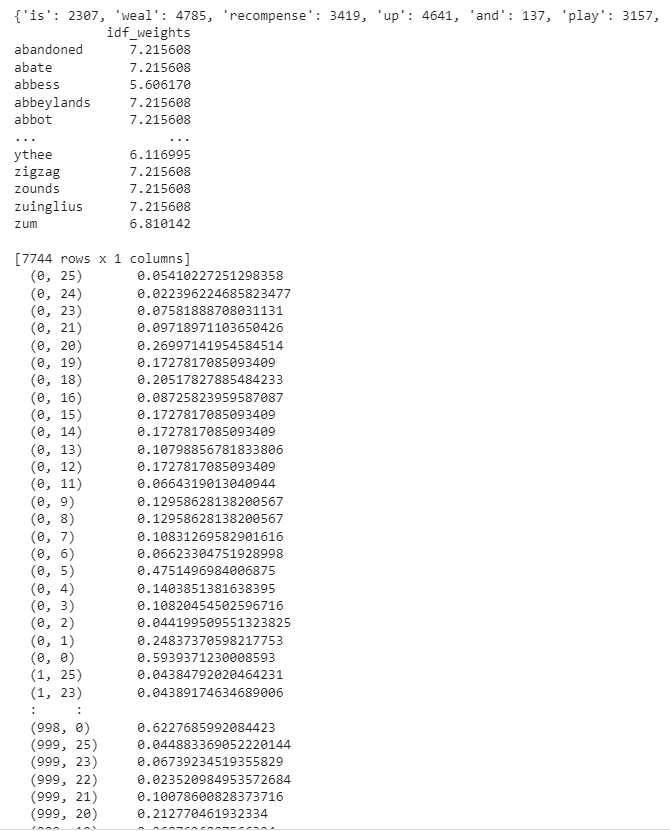 {'is': 2307, 'weal': 4785, 'recompense': 3419, 'up': 4641, 'and': 137, 'play': 3157,
idf_weights
abandoned 7.215608
abate 7.215608
abbess 5.606170
abbeylands 7.215608
abbot 7.215608
... ...
ythee 6.116995
zigzag 7.215608
zounds 7.215608
zuinglius 7.215608
zum 6.810142
[7744 rows x 1 columns]
(0, 25) 0.05410227251298358
(0, 24) 0.022396224685823477
(0, 23) 0.07581888708031131
(0, 21) 0.09718971103650426
(0, 20) 0.26997141954584514
(0, 19) 0.1727817085093409
(0, 18) 0.20517827885484233
(0, 16) 0.08725823959587087
(0, 15) 0.1727817085093409
(0, 14) 0.1727817085093409
(0, 13) 0.10798856781833806
(0, 12) 0.1727817085093409
(0, 11) 0.0664319013040944
(0, 9) 0.12958628138200567
(0, 8) 0.12958628138200567
(0, 7) 0.10831269582901616
(0, 6) 0.06623304751928998
(0, 5) 0.4751496984006875
(0, 4) 0.1403851381638395
(0, 3) 0.10820454502596716
(0, 2) 0.044199509551323825
(0, 1) 0.24837370598217753
(0, 0) 0.5939371230008593
(1, 25) 0.04384792020464231
(1, 23) 0.04389174634689006
: :
(998, 0) 0.6227685992084423
(999, 25) 0.044883369052220144
(999, 23) 0.06739234519355829
(999, 22) 0.023520984953572684
(999, 21) 0.10078600828373716
(999, 20) 0.212770461932334